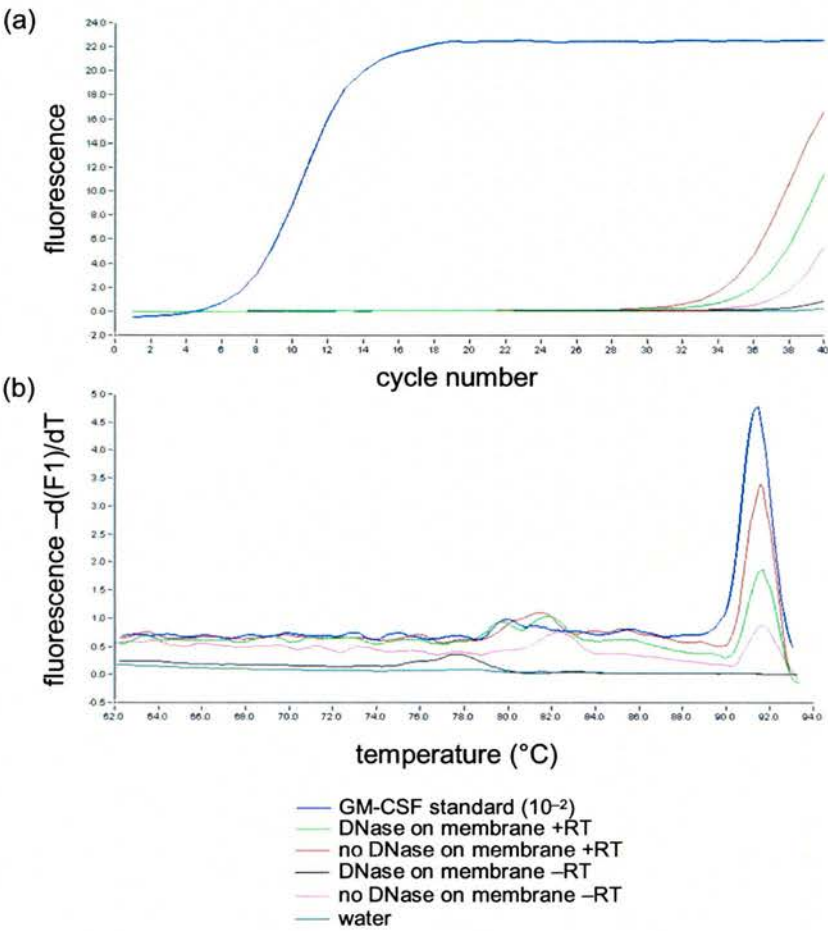 (a)
24.0
22.0
20.0
18.0
16.0
14.0
12.0
10.0
8.0
6.0
4.0
2.0
0.0
-2.0
fluorescence
0 2 4 6 8 10 12 14 16 18 20 22 24 26 28 30 32 34 36 38 40
cycle number
(b)
5.0
4.5
4.0
3.5
3.0
2.5
2.0
1.5
1.0
0.5
0.0
-0.5
fluorescence –d(F1)/dT
62.0 64.0 66.0 68.0 70.0 72.0 74.0 76.0 78.0 80.0 82.0 84.0 86.0 88.0 90.0 92.0 94.0
temperature (°C)
GM-CSF standard (10⁻²)
DNase on membrane +RT
no DNase on membrane +RT
DNase on membrane –RT
no DNase on membrane –RT
water